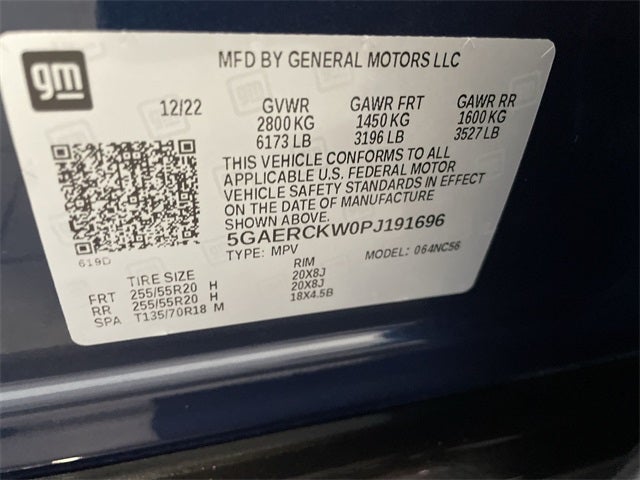 gm
MFD BY GENERAL MOTORS LLC
12/22 GVWR GAWR FRT GAWR RR
2800 KG 1450 KG 1600 KG
6173 LB 3196 LB 3527 LB
THIS VEHICLE CONFORMS TO ALL
APPLICABLE U.S. FEDERAL MOTOR
VEHICLE SAFETY STANDARDS IN EFFECT
ON THE DATE OF MANUFACTURE
SHOWN ABOVE.
5GAERCKW0PJ191696
619D
TYPE: MPV MODEL: 064NC56
TIRE SIZE RIM
FRT 255/55R20 H 20X8J
RR 255/55R20 H 20X8J
SPA T135/70R18 M 18X4.5B